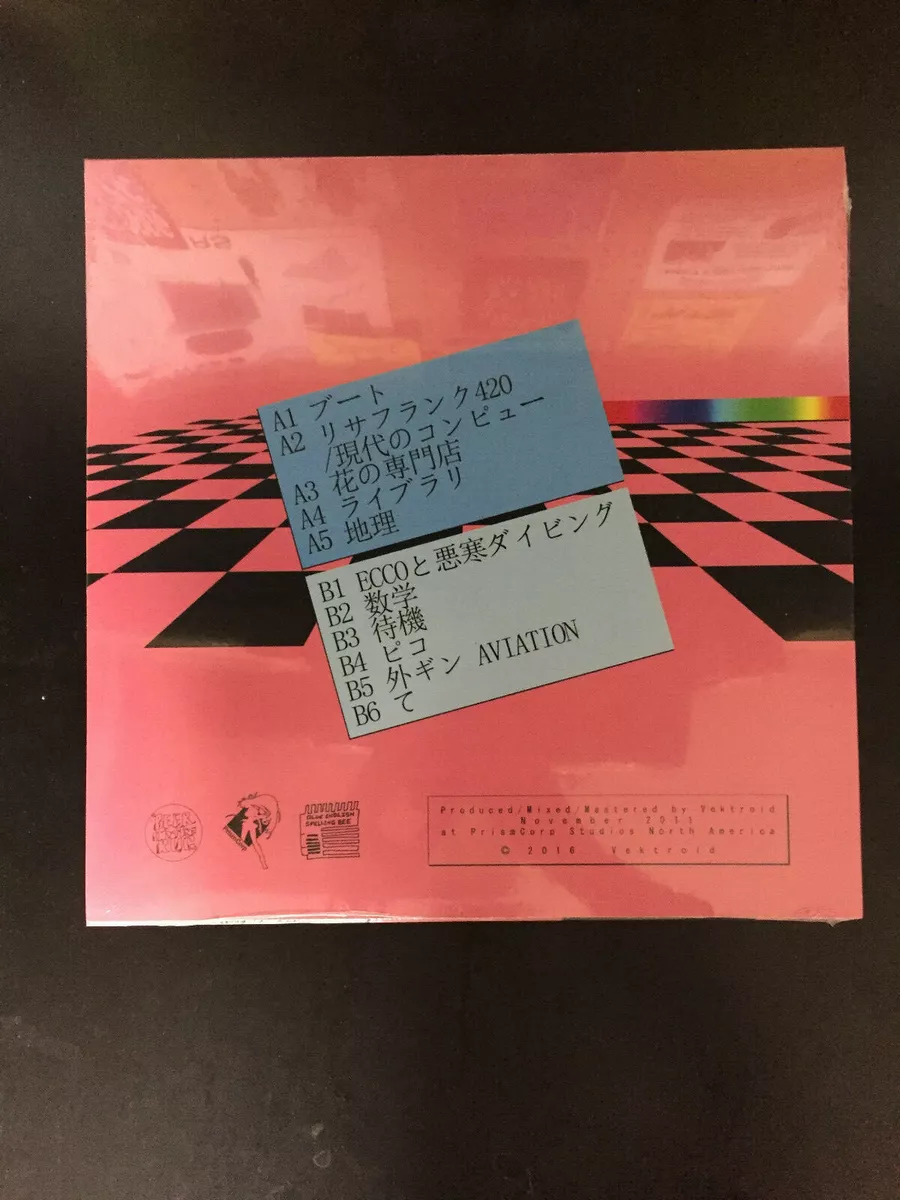 A1 ブート
A2 リサフランク420
/現代のコンピュー
A3 花の専門店
A4 ライブラリ
A5 地理
B1 ECCOと悪寒ダイビング
B2 数学
B3 待機
B4 ピコ
B5 外ギン AVIATION
B6 て
BLUE ENGLISH
SPELLING BEE
Produced/Mixed/Mastered by Vektroid
November 2011
at PrismCorp Studios North America
© 2016 Vektroid